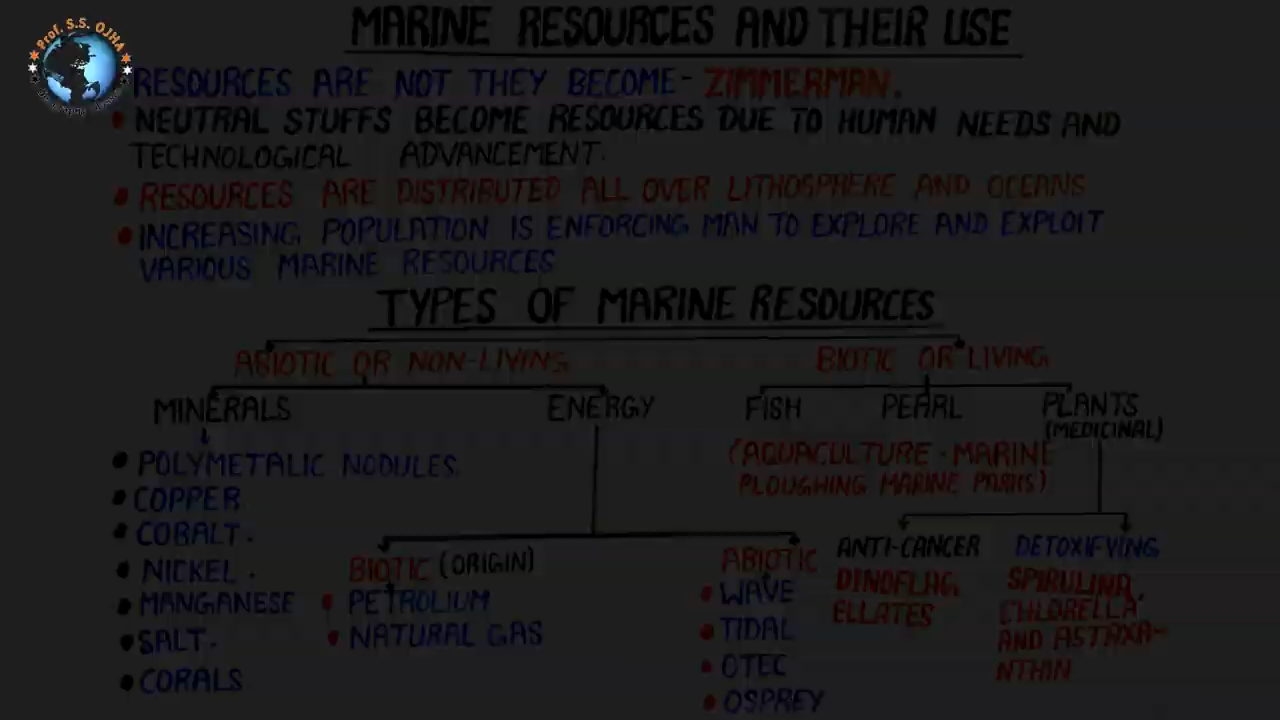 Prof. S.S. OJHA
MARINE RESOURCES AND THEIR USE
RESOURCES ARE NOT THEY BECOME- ZIMMERMAN.
• NEUTRAL STUFFS BECOME RESOURCES DUE TO HUMAN NEEDS AND
TECHNOLOGICAL ADVANCEMENT.
• RESOURCES ARE DISTRIBUTED ALL OVER LITHOSPHERE AND OCEANS
• INCREASING POPULATION IS ENFORCING MAN TO EXPLORE AND EXPLOIT
VARIOUS MARINE RESOURCES
TYPES OF MARINE RESOURCES
ABIOTIC OR NON-LIVING
BIOTIC OR LIVING
MINERALS
ENERGY
FISH
PEARL
PLANTS
(MEDICINAL)
(AQUACULTURE - MARINE
PLOUGHING MARINE PARKS)
• POLYMETALIC NODULES
• COPPER
• COBALT.
• NICKEL.
• MANGANESE
• SALT.
• CORALS
BIOTIC (ORIGIN)
• PETROLIUM
• NATURAL GAS
ABIOTIC
• WAVE
• TIDAL
• OTEC
• OSPREY
ANTI-CANCER
DINOFLAG
ELLATES
DETOXIFYING
SPIRULINA,
CHLORELLA
AND ASTAXA-
NTHIN